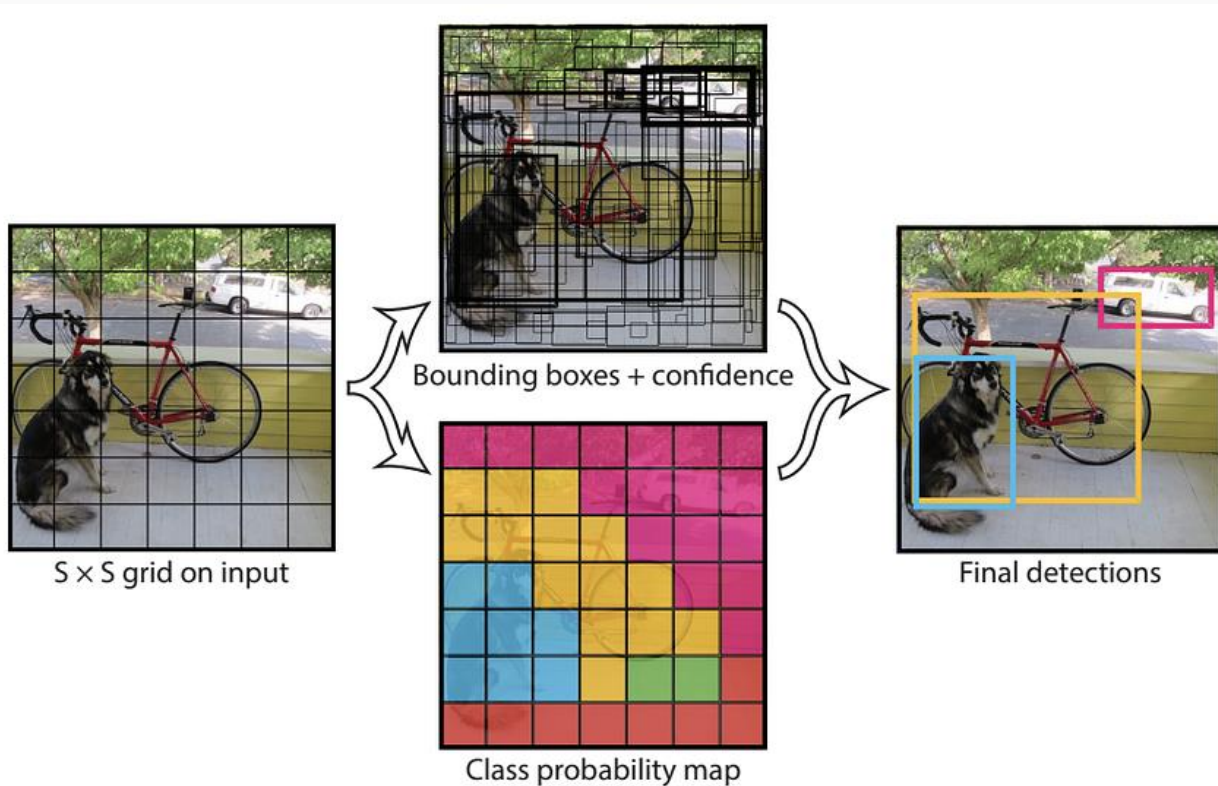 S × S grid on input
Bounding boxes + confidence
Class probability map
Final detections